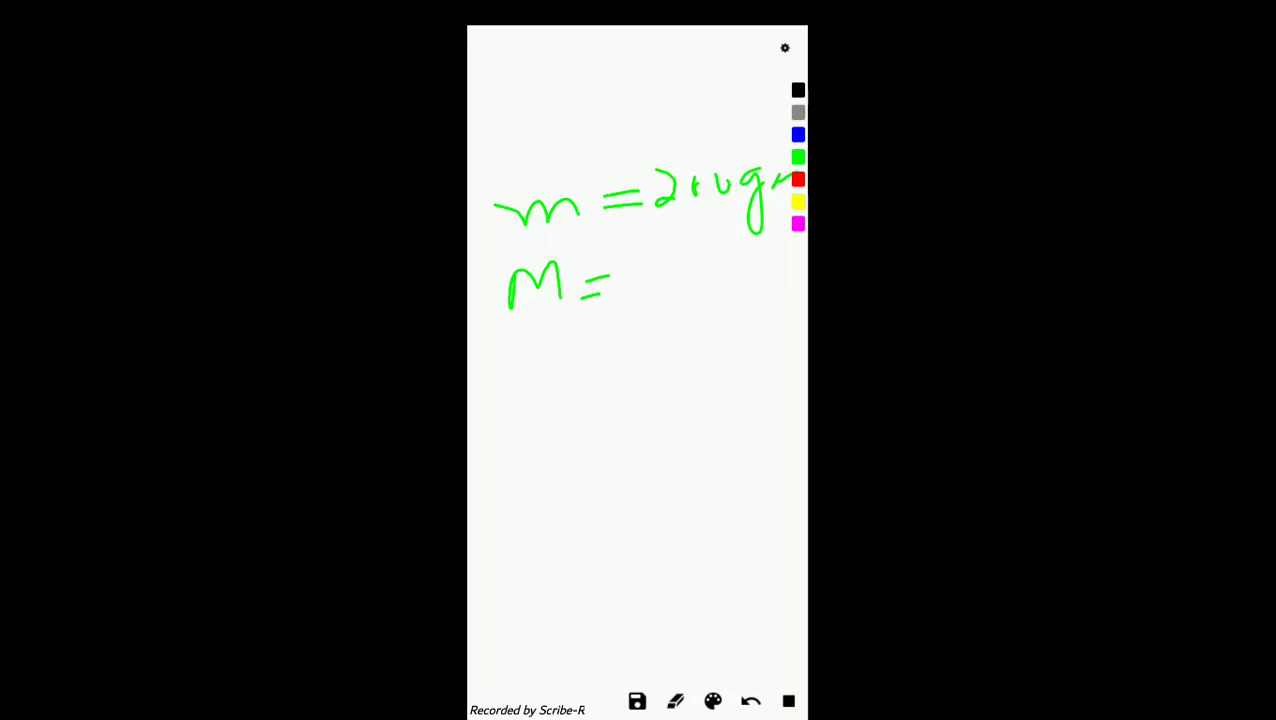 m =
M =
Recorded by Scribe-R